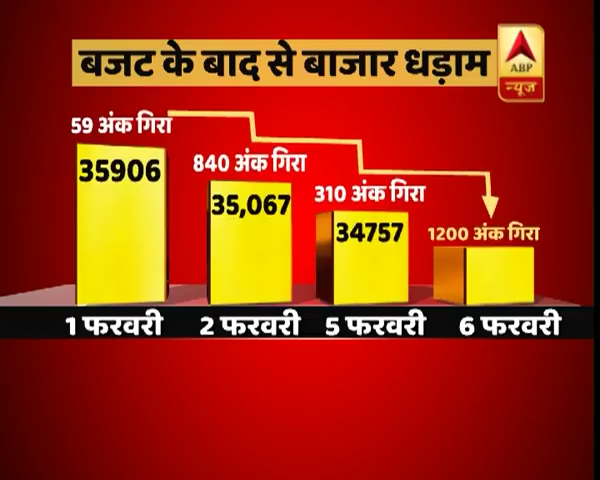 बजट के बाद से बाजार धड़ाम
ABP
न्यूज़
59 अंक गिरा
35906
840 अंक गिरा
35,067
310 अंक गिरा
34757
1200 अंक गिरा
1 फरवरी
2 फरवरी
5 फरवरी
6 फरवरी